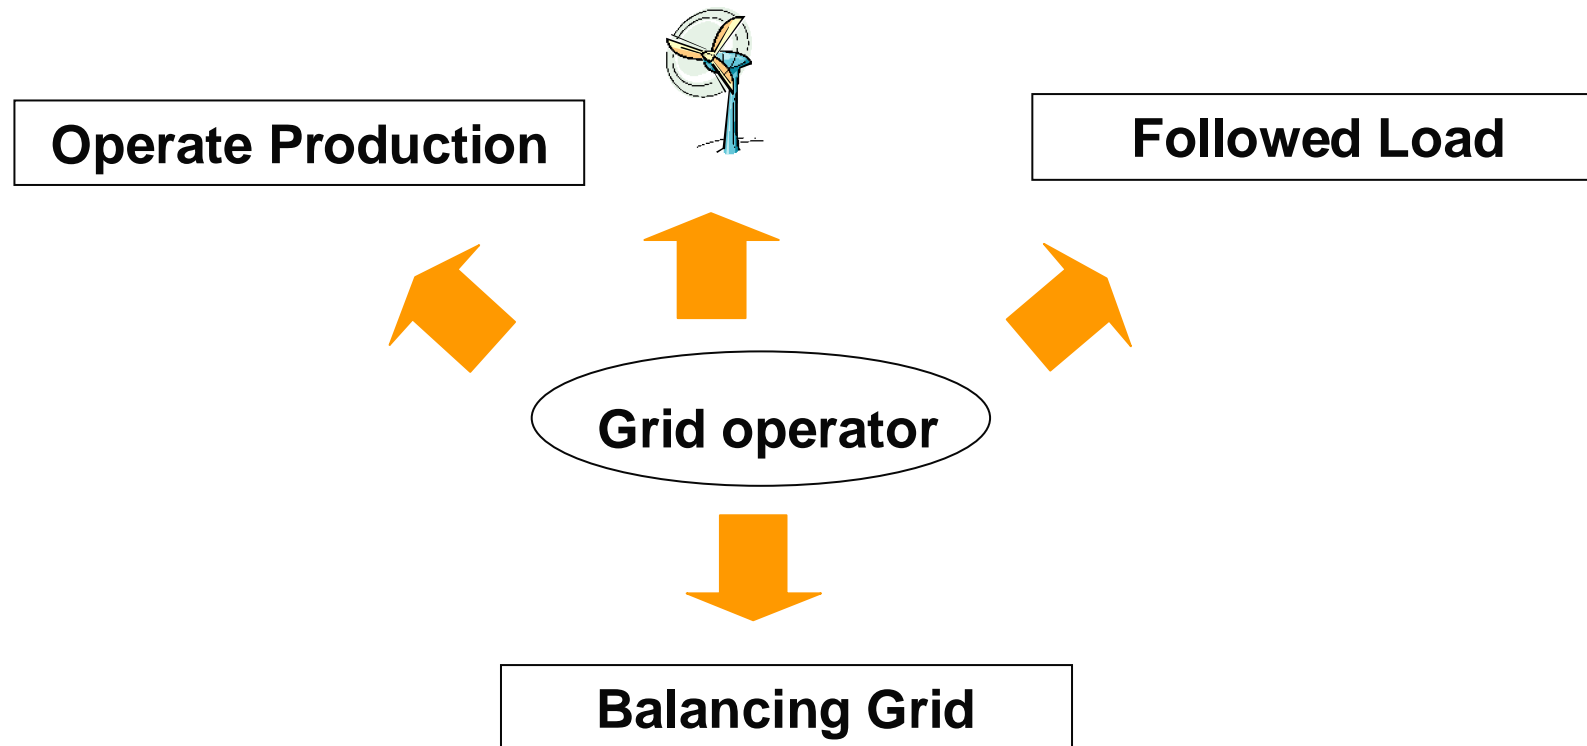 Operate Production
Followed Load
Grid operator
Balancing Grid